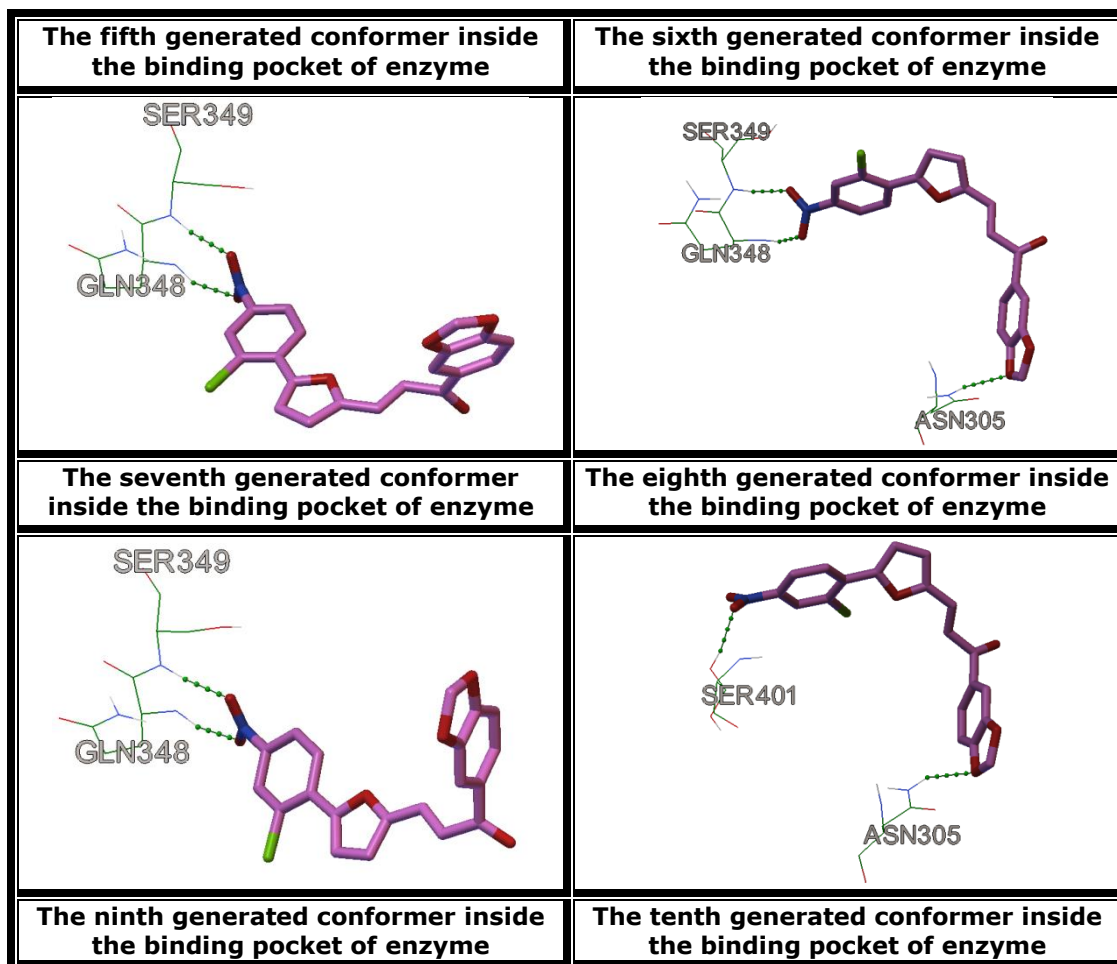 The fifth generated conformer inside
the binding pocket of enzyme
The sixth generated conformer inside
the binding pocket of enzyme
SER349
GLN348
SER349
GLN348
ASN305
The seventh generated conformer
inside the binding pocket of enzyme
The eighth generated conformer inside
the binding pocket of enzyme
SER349
GLN348
SER401
ASN305
The ninth generated conformer inside
the binding pocket of enzyme
The tenth generated conformer inside
the binding pocket of enzyme